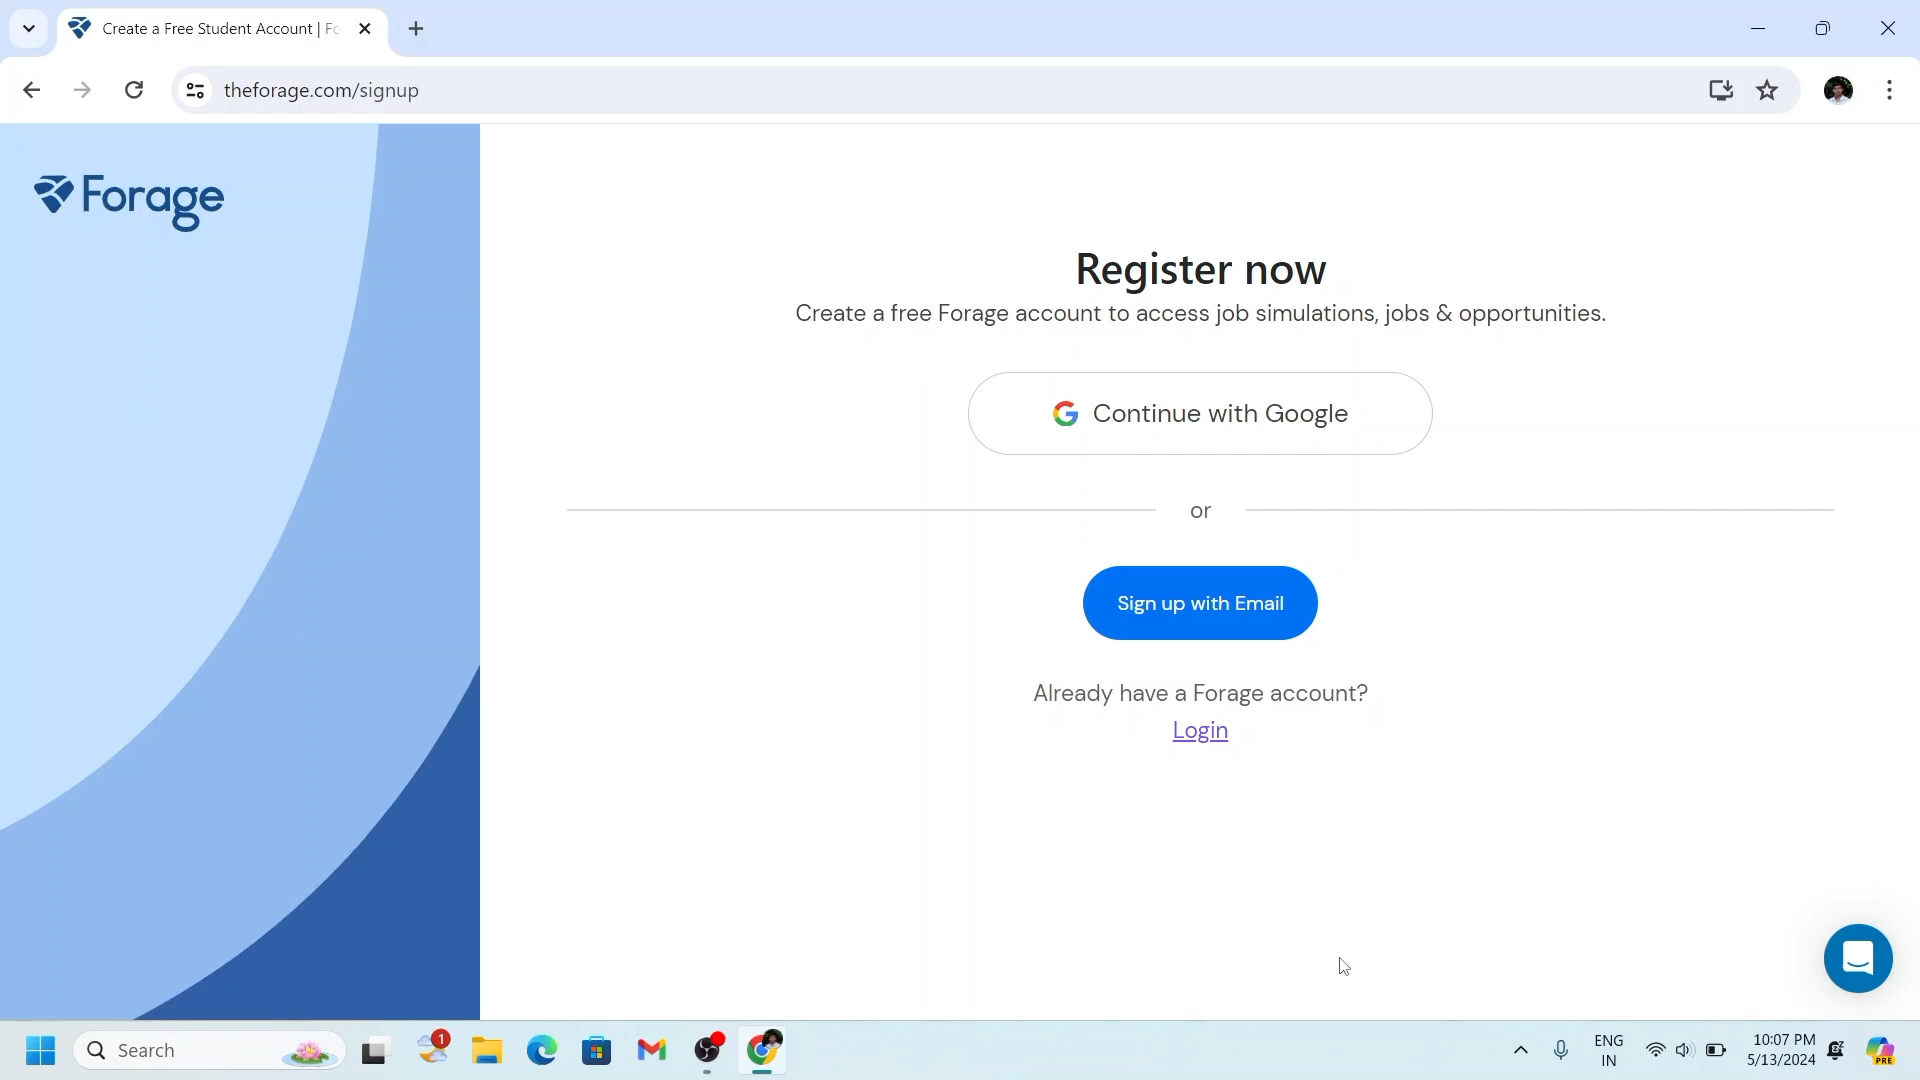 Create a Free Student Account | Fo
theforage.com/signup
Forage
Register now
Create a free Forage account to access job simulations, jobs & opportunities.
Continue with Google
or
Sign up with Email
Already have a Forage account?
Login
Search
1
ENG
IN
10:07 PM
5/13/2024
PRE